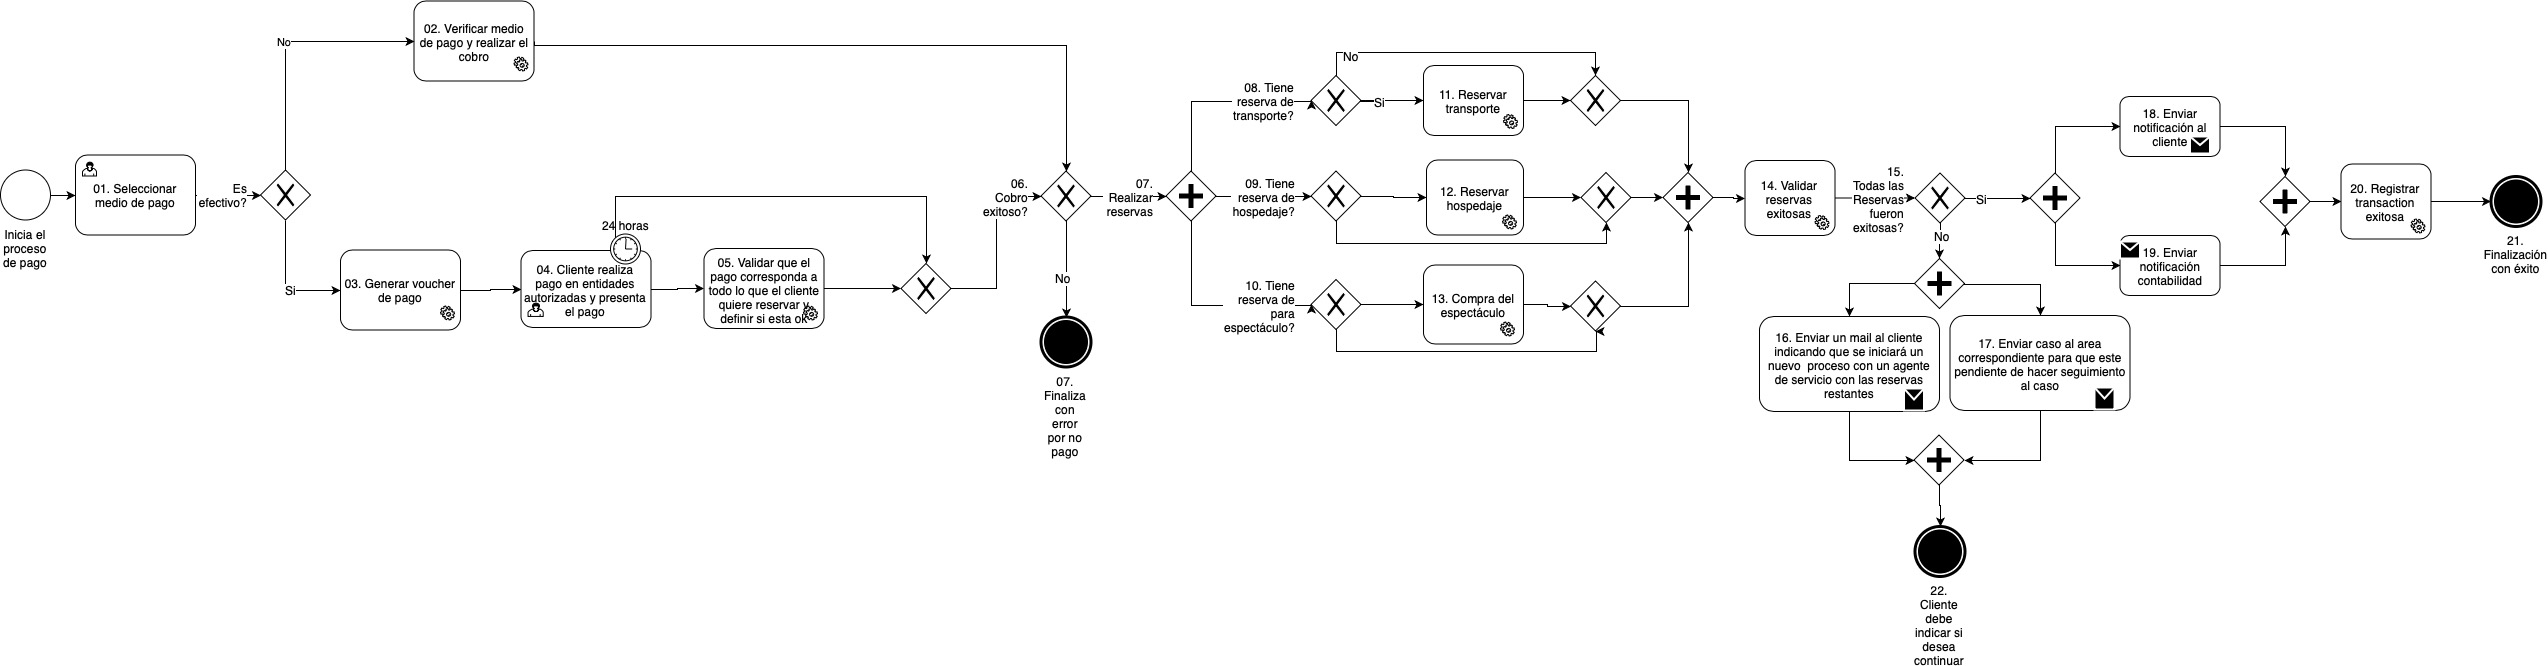 Inicia el
proceso
de pago
01. Seleccionar
medio de pago
Es
efectivo?
No
02. Verificar medio
de pago y realizar el
cobro
Si
03. Generar voucher
de pago
24 horas
04. Cliente realiza
pago en entidades
autorizadas y presenta
el pago
05. Validar que el
pago corresponda a
todo lo que el cliente
quiere reservar y
definir si esta ok
06.
Cobro
exitoso?
No
07.
Finaliza
con
error
por no
pago
07.
Realizar
reservas
08. Tiene
reserva de
transporte?
No
Si
11. Reservar
transporte
09. Tiene
reserva de
hospedaje?
12. Reservar
hospedaje
10. Tiene
reserva de
para
espectáculo?
13. Compra del
espectáculo
14. Validar
reservas
exitosas
15.
Todas las
Reservas
fueron
exitosas?
Si
No
16. Enviar un mail al cliente
indicando que se iniciará un
nuevo proceso con un agente
de servicio con las reservas
restantes
17. Enviar caso al area
correspondiente para que este
pendiente de hacer seguimiento
al caso
22.
Cliente
debe
indicar si
desea
continuar
18. Enviar
notificación al
cliente
19. Enviar
notificación
contabilidad
20. Registrar
transaction
exitosa
21.
Finalización
con éxito